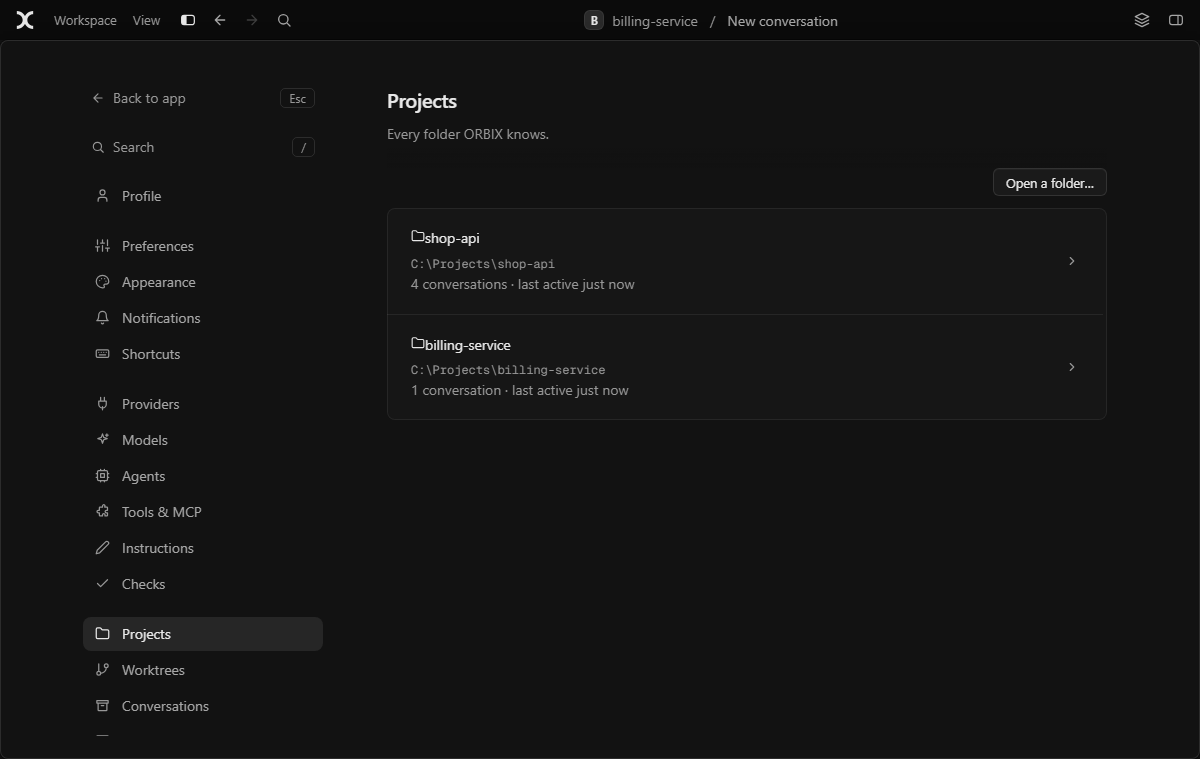 Workspace View
B billing-service / New conversation
Back to app Esc
Search /
Profile
Preferences
Appearance
Notifications
Shortcuts
Providers
Models
Agents
Tools & MCP
Instructions
Checks
Projects
Worktrees
Conversations
Projects
Every folder ORBIX knows.
Open a folder...
shop-api
C:\Projects\shop-api
4 conversations · last active just now
billing-service
C:\Projects\billing-service
1 conversation · last active just now